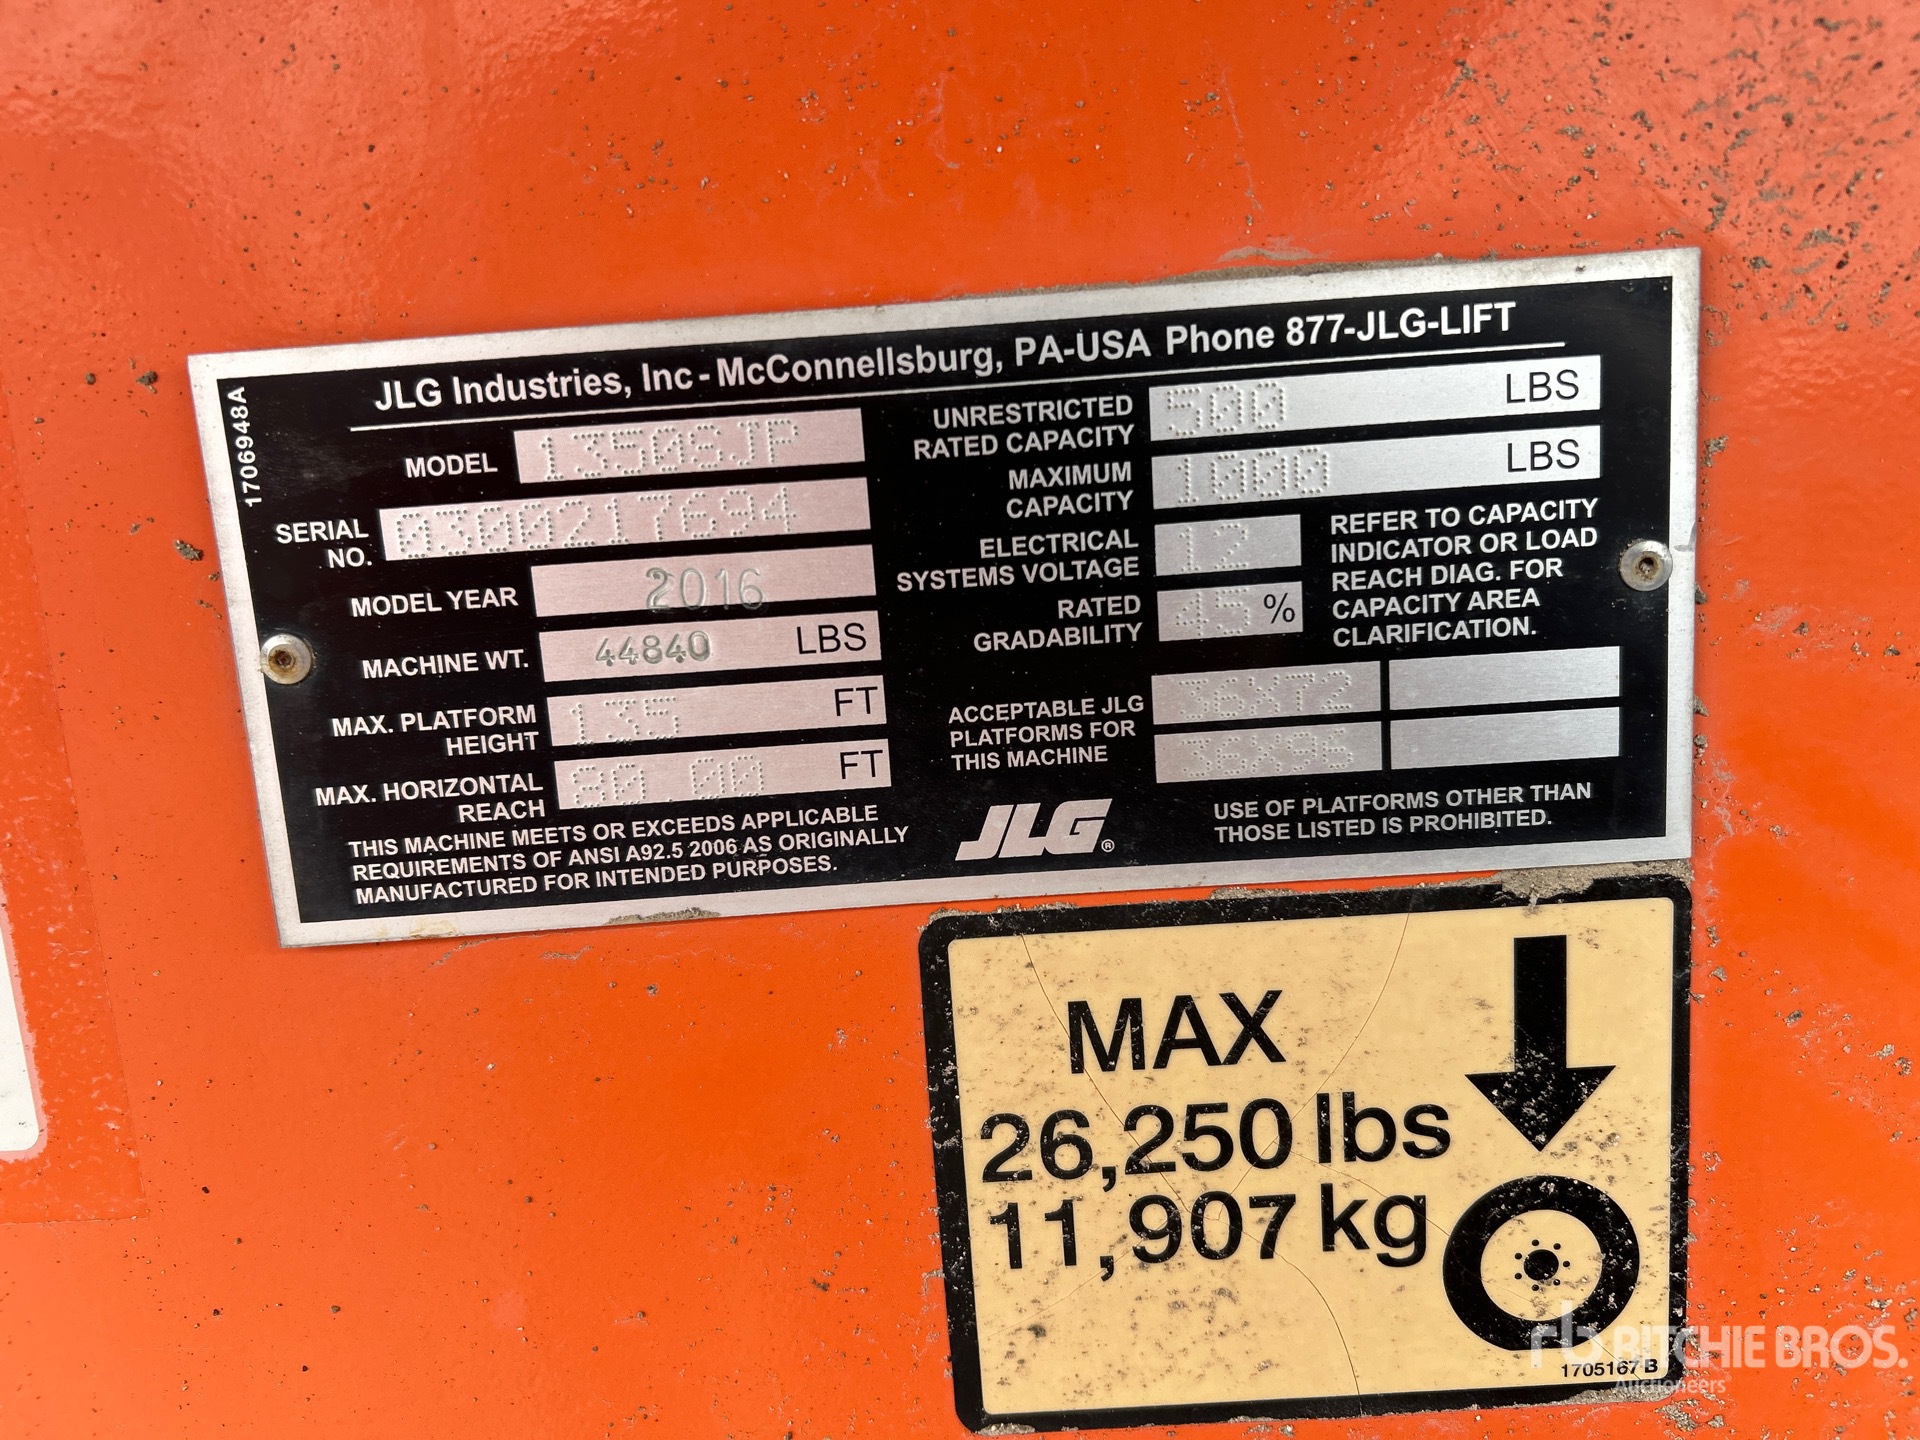 1706948A
JLG Industries, Inc - McConnellsburg, PA-USA Phone 877-JLG-LIFT
MODEL 1350SJP
SERIAL NO. 0300217694
MODEL YEAR 2016
MACHINE WT. 44840 LBS
MAX. PLATFORM HEIGHT 135 FT
MAX. HORIZONTAL REACH 80.00 FT
THIS MACHINE MEETS OR EXCEEDS APPLICABLE
REQUIREMENTS OF ANSI A92.5 2006 AS ORIGINALLY
MANUFACTURED FOR INTENDED PURPOSES.
UNRESTRICTED
RATED CAPACITY 500 LBS
MAXIMUM
CAPACITY 1000 LBS
ELECTRICAL
SYSTEMS VOLTAGE 12
RATED
GRADABILITY 45 %
REFER TO CAPACITY
INDICATOR OR LOAD
REACH DIAG. FOR
CAPACITY AREA
CLARIFICATION.
ACCEPTABLE JLG
PLATFORMS FOR
THIS MACHINE
36X72
36X96
JLG®
USE OF PLATFORMS OTHER THAN
THOSE LISTED IS PROHIBITED.
MAX
26,250 lbs
11,907 kg
1705167 B
rb RITCHIE BROS.
Auctioneers